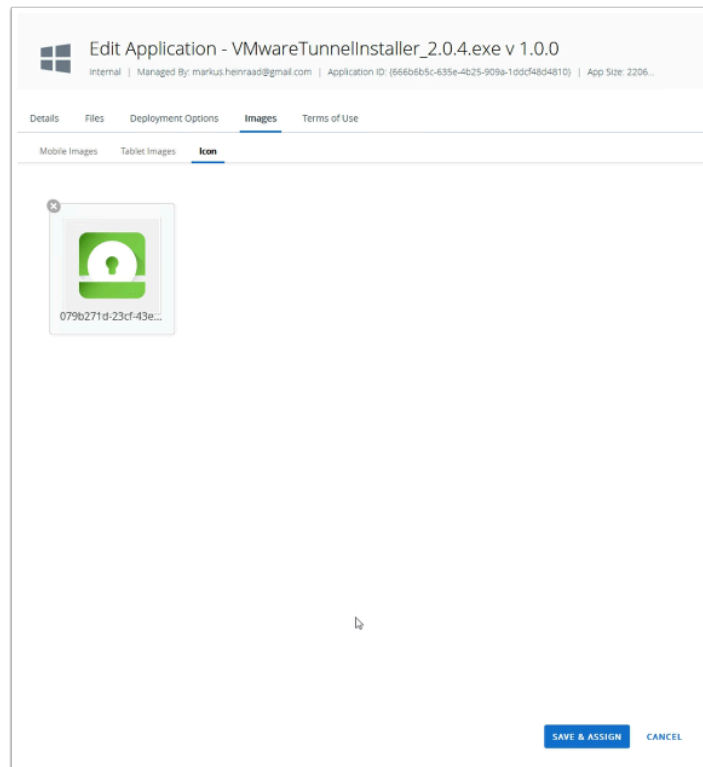 Edit Application - VMwareTunnelInstaller_2.0.4.exe v 1.0.0
Internal | Managed By: markus.heinraad@gmail.com | Application ID: {666b6b5c-635e-4b25-909a-1ddcf48d4810} | App Size: 2206...
Details Files Deployment Options Images Terms of Use
Mobile Images Tablet Images Icon
079b271d-23cf-43e...
SAVE & ASSIGN CANCEL